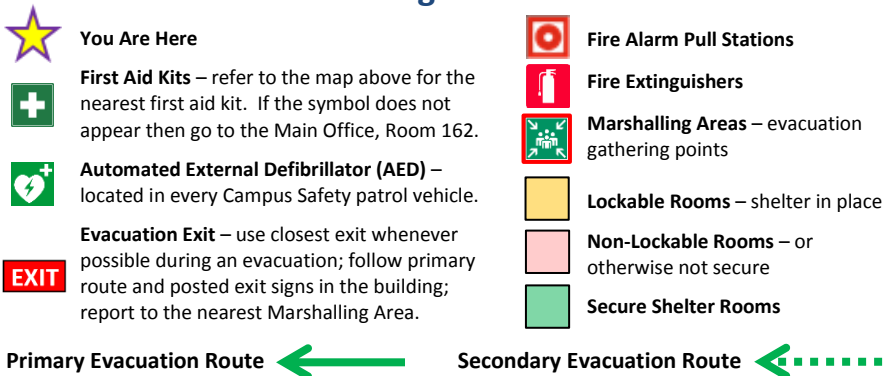 You Are Here
First Aid Kits – refer to the map above for the
nearest first aid kit.  If the symbol does not
appear then go to the Main Office, Room 162.
Automated External Defibrillator (AED) –
located in every Campus Safety patrol vehicle.
EXIT
Evacuation Exit – use closest exit whenever
possible during an evacuation; follow primary
route and posted exit signs in the building;
report to the nearest Marshalling Area.
Fire Alarm Pull Stations
Fire Extinguishers
Marshalling Areas – evacuation
gathering points
Lockable Rooms – shelter in place
Non-Lockable Rooms – or
otherwise not secure
Secure Shelter Rooms
Primary Evacuation Route
Secondary Evacuation Route